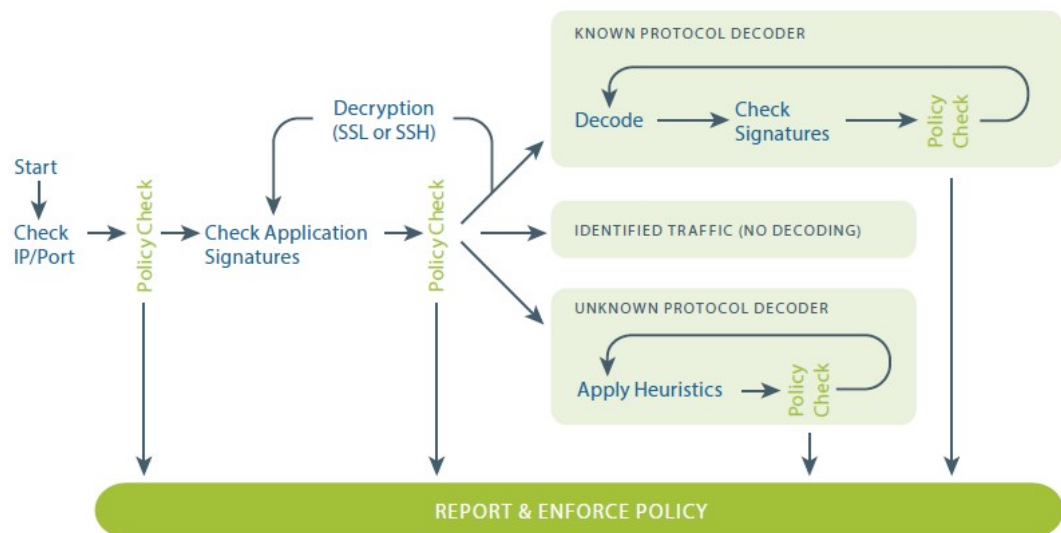 Start
Check
IP/Port
Policy Check
Check Application
Signatures
Decryption
(SSL or SSH)
Policy Check
KNOWN PROTOCOL DECODER
Decode
Check
Signatures
Policy
Check
IDENTIFIED TRAFFIC (NO DECODING)
UNKNOWN PROTOCOL DECODER
Apply Heuristics
Policy
Check
REPORT & ENFORCE POLICY